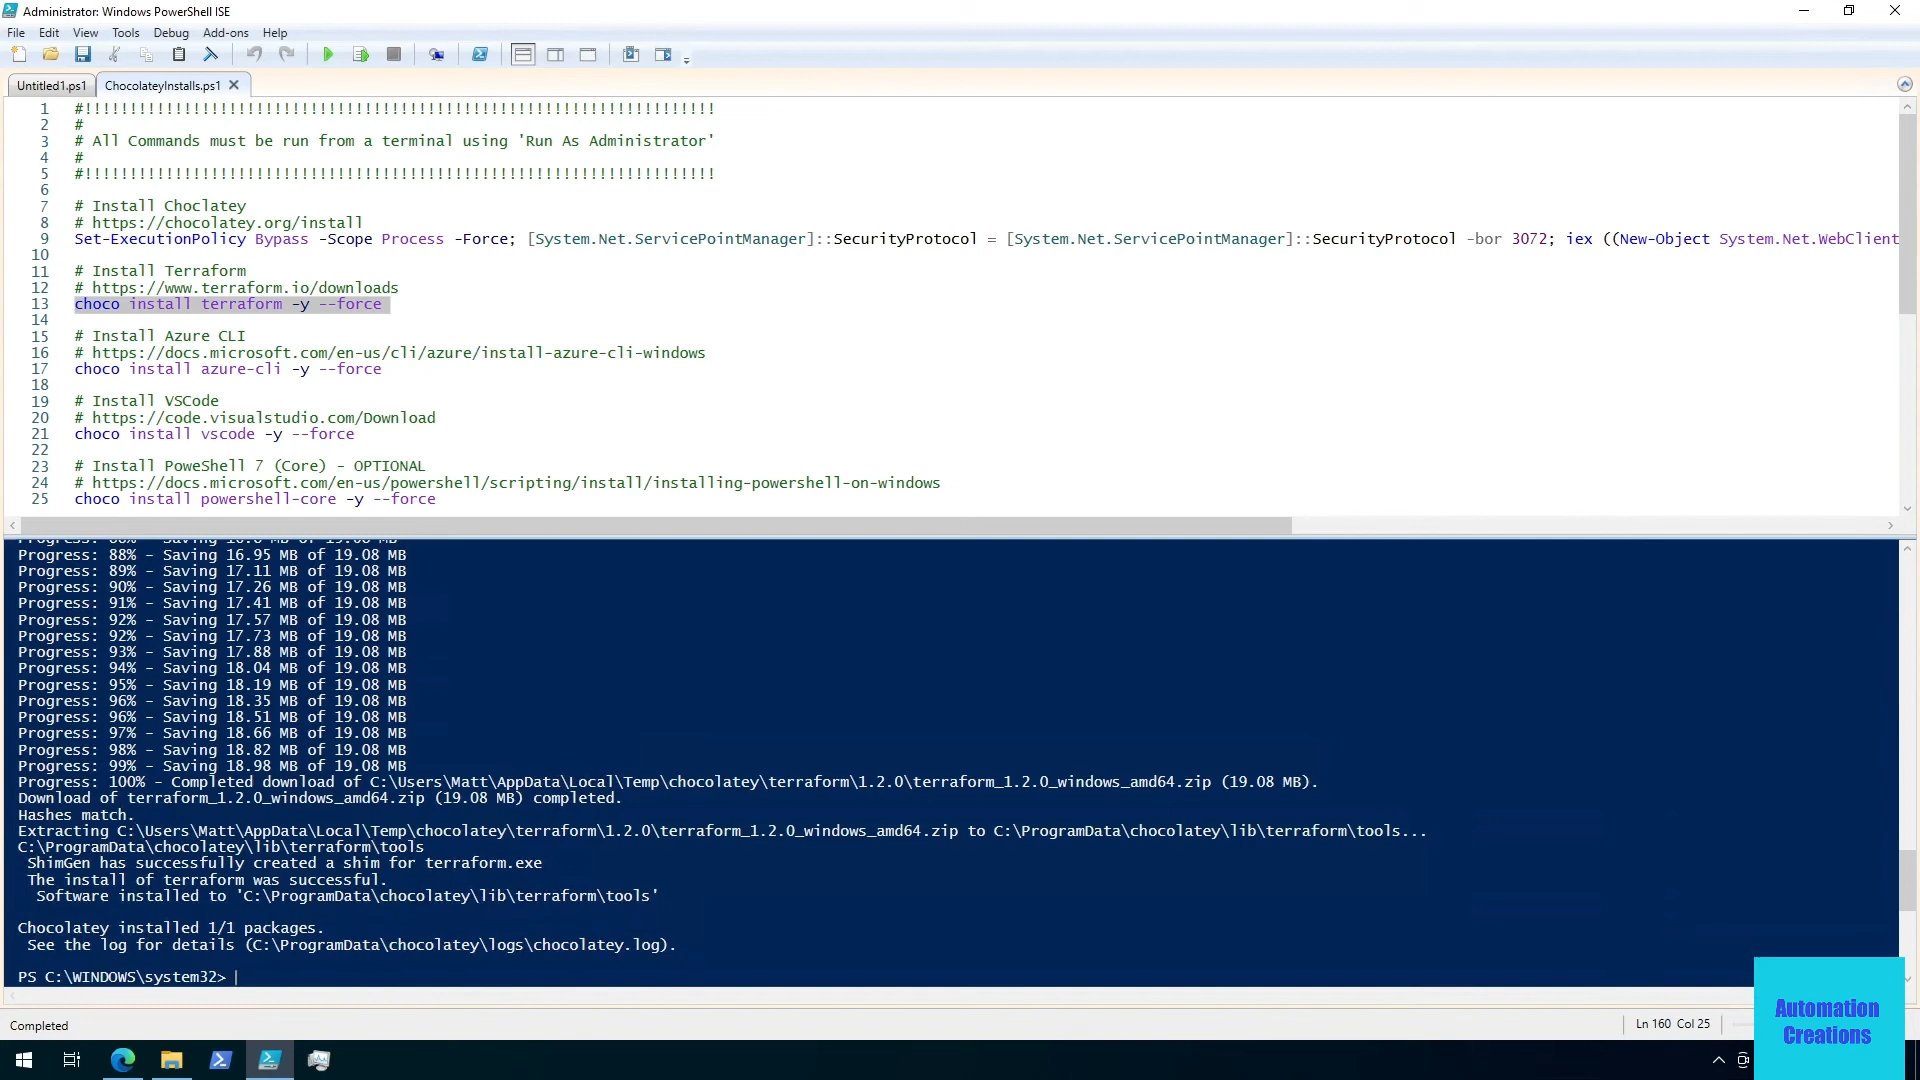 Administrator: Windows PowerShell ISE
File Edit View Tools Debug Add-ons Help
Untitled1.ps1 ChocolateyInstalls.ps1
1 #!!!!!!!!!!!!!!!!!!!!!!!!!!!!!!!!!!!!!!!!!!!!!!!!!!!!!!!!!!!!!!!!!!!!!!
2 #
3 # All Commands must be run from a terminal using 'Run As Administrator'
4 #
5 #!!!!!!!!!!!!!!!!!!!!!!!!!!!!!!!!!!!!!!!!!!!!!!!!!!!!!!!!!!!!!!!!!!!!!!
6
7 # Install Choclatey
8 # https://chocolatey.org/install
9 Set-ExecutionPolicy Bypass -Scope Process -Force; [System.Net.ServicePointManager]::SecurityProtocol = [System.Net.ServicePointManager]::SecurityProtocol -bor 3072; iex ((New-Object System.Net.WebClient
10
11 # Install Terraform
12 # https://www.terraform.io/downloads
13 choco install terraform -y --force
14
15 # Install Azure CLI
16 # https://docs.microsoft.com/en-us/cli/azure/install-azure-cli-windows
17 choco install azure-cli -y --force
18
19 # Install VSCode
20 # https://code.visualstudio.com/Download
21 choco install vscode -y --force
22
23 # Install PoweShell 7 (Core) - OPTIONAL
24 # https://docs.microsoft.com/en-us/powershell/scripting/install/installing-powershell-on-windows
25 choco install powershell-core -y --force
Progress: 88% - Saving 16.95 MB of 19.08 MB
Progress: 89% - Saving 17.11 MB of 19.08 MB
Progress: 90% - Saving 17.26 MB of 19.08 MB
Progress: 91% - Saving 17.41 MB of 19.08 MB
Progress: 92% - Saving 17.57 MB of 19.08 MB
Progress: 92% - Saving 17.73 MB of 19.08 MB
Progress: 93% - Saving 17.88 MB of 19.08 MB
Progress: 94% - Saving 18.04 MB of 19.08 MB
Progress: 95% - Saving 18.19 MB of 19.08 MB
Progress: 96% - Saving 18.35 MB of 19.08 MB
Progress: 96% - Saving 18.51 MB of 19.08 MB
Progress: 97% - Saving 18.66 MB of 19.08 MB
Progress: 98% - Saving 18.82 MB of 19.08 MB
Progress: 99% - Saving 18.98 MB of 19.08 MB
Progress: 100% - Completed download of C:\Users\Matt\AppData\Local\Temp\chocolatey\terraform\1.2.0\terraform_1.2.0_windows_amd64.zip (19.08 MB).
Download of terraform_1.2.0_windows_amd64.zip (19.08 MB) completed.
Hashes match.
Extracting C:\Users\Matt\AppData\Local\Temp\chocolatey\terraform\1.2.0\terraform_1.2.0_windows_amd64.zip to C:\ProgramData\chocolatey\lib\terraform\tools...
C:\ProgramData\chocolatey\lib\terraform\tools
ShimGen has successfully created a shim for terraform.exe
The install of terraform was successful.
Software installed to 'C:\ProgramData\chocolatey\lib\terraform\tools'
Chocolatey installed 1/1 packages.
See the log for details (C:\ProgramData\chocolatey\logs\chocolatey.log).
PS C:\WINDOWS\system32>
Completed
Ln 160 Col 25
Automation
Creations